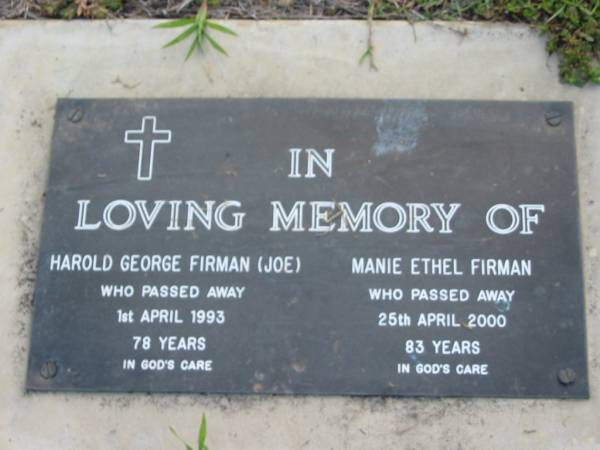 IN
LOVING MEMORY OF
HAROLD GEORGE FIRMAN (JOE)
WHO PASSED AWAY
1st APRIL 1993
78 YEARS
IN GOD'S CARE
MANIE ETHEL FIRMAN
WHO PASSED AWAY
25th APRIL 2000
83 YEARS
IN GOD'S CARE